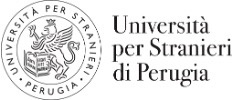 · UNIVERSITÀ PER STRANIERI ·
PERUGIA
Università
per Stranieri
di Perugia